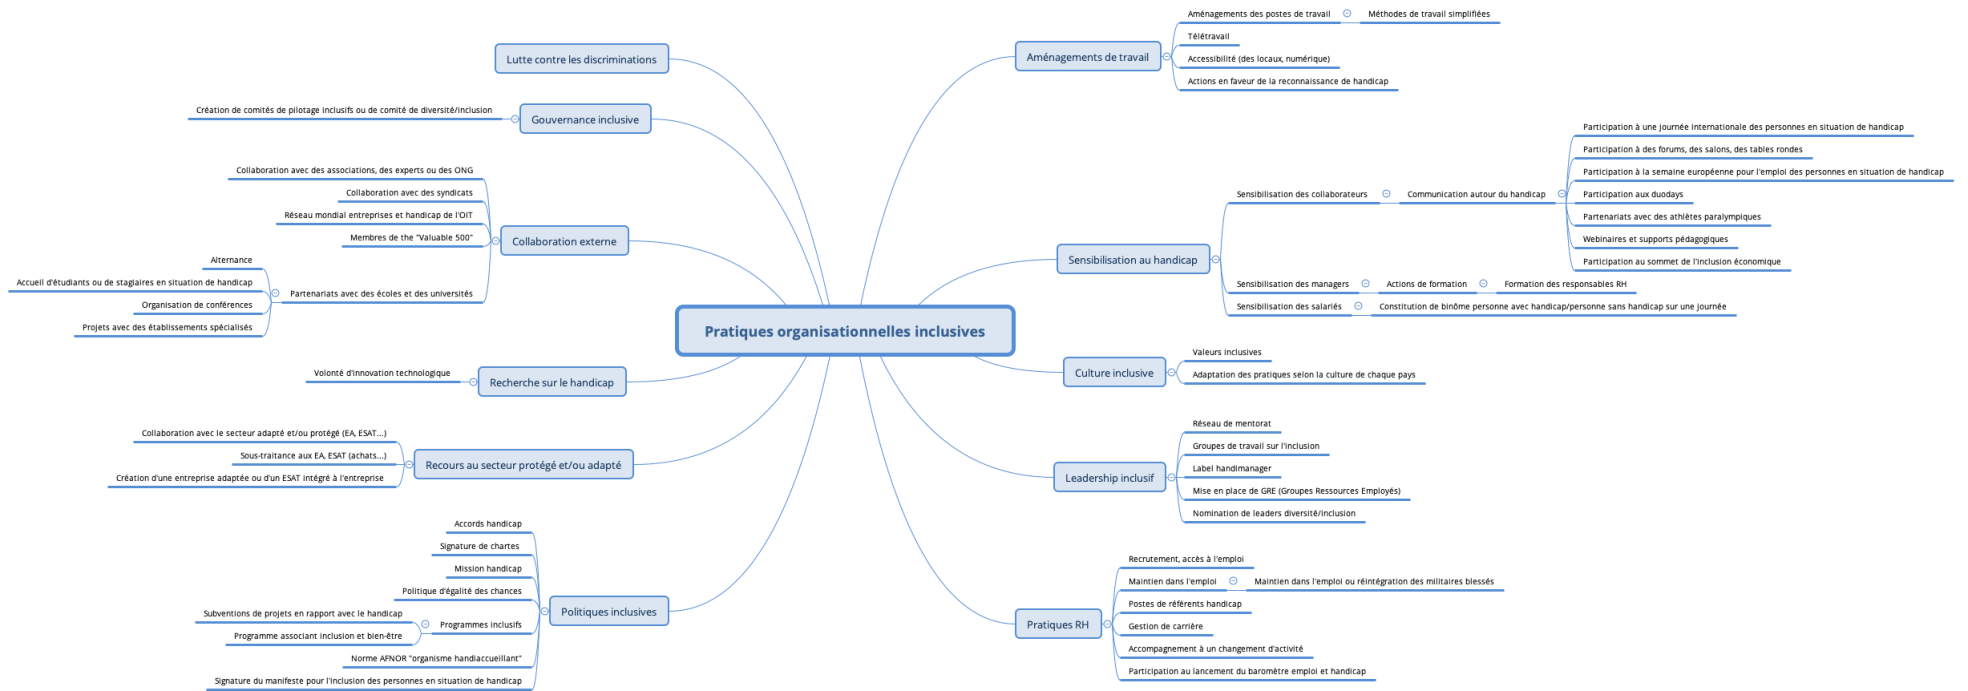 Pratiques organisationnelles inclusives
Aménagements de travail
Aménagements des postes de travail
Méthodes de travail simplifiées
Télétravail
Accessibilité (des locaux, numérique)
Actions en faveur de la reconnaissance de handicap
Sensibilisation au handicap
Sensibilisation des collaborateurs
Communication autour du handicap
Participation à une journée internationale des personnes en situation de handicap
Participation à des forums, des salons, des tables rondes
Participation à la semaine européenne pour l'emploi des personnes en situation de handicap
Participation aux duodays
Partenariats avec des athlètes paralympiques
Webinaires et supports pédagogiques
Participation au sommet de l'inclusion économique
Sensibilisation des managers
Actions de formation
Formation des responsables RH
Sensibilisation des salariés
Constitution de binôme personne avec handicap/personne sans handicap sur une journée
Culture inclusive
Valeurs inclusives
Adaptation des pratiques selon la culture de chaque pays
Leadership inclusif
Réseau de mentorat
Groupes de travail sur l'inclusion
Label handimanager
Mise en place de GRE (Groupes Ressources Employés)
Nomination de leaders diversité/inclusion
Pratiques RH
Recrutement, accès à l'emploi
Maintien dans l'emploi
Maintien dans l'emploi ou réintégration des militaires blessés
Postes de référents handicap
Gestion de carrière
Accompagnement à un changement d'activité
Participation au lancement du baromètre emploi et handicap
Lutte contre les discriminations
Gouvernance inclusive
Création de comités de pilotage inclusifs ou de comité de diversité/inclusion
Collaboration externe
Collaboration avec des associations, des experts ou des ONG
Collaboration avec des syndicats
Réseau mondial entreprises et handicap de l'OIT
Membres de the "Valuable 500"
Partenariats avec des écoles et des universités
Alternance
Accueil d'étudiants ou de stagiaires en situation de handicap
Organisation de conférences
Projets avec des établissements spécialisés
Recherche sur le handicap
Volonté d'innovation technologique
Recours au secteur protégé et/ou adapté
Collaboration avec le secteur adapté et/ou protégé (EA, ESAT...)
Sous-traitance aux EA, ESAT (achats...)
Création d'une entreprise adaptée ou d'un ESAT intégré à l'entreprise
Politiques inclusives
Accords handicap
Signature de chartes
Mission handicap
Politique d'égalité des chances
Programmes inclusifs
Subventions de projets en rapport avec le handicap
Programme associant inclusion et bien-être
Norme AFNOR "organisme handiaccueillant"
Signature du manifeste pour l'inclusion des personnes en situation de handicap